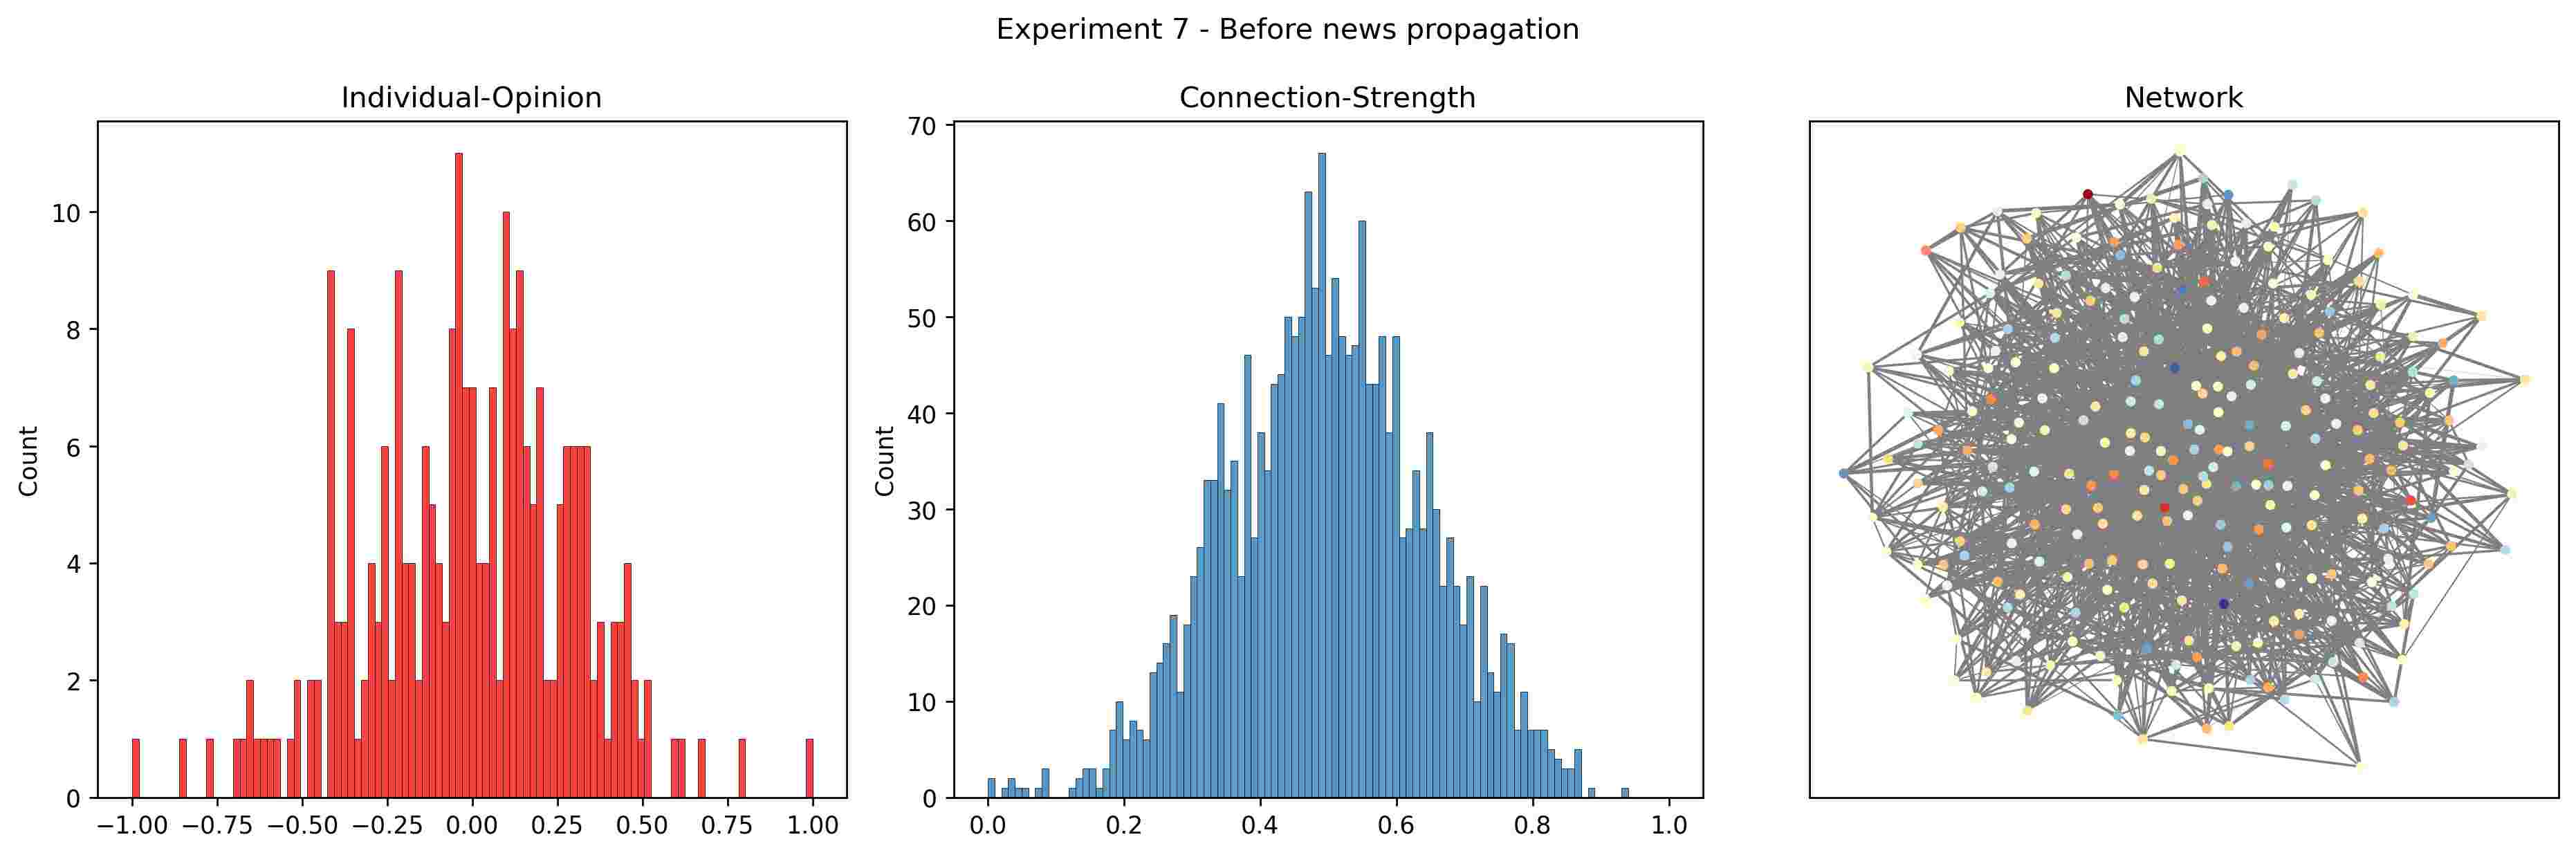 Experiment 7 - Before news propagation
Individual-Opinion
Count
10
8
6
4
2
0
−1.00 −0.75 −0.50 −0.25 0.00 0.25 0.50 0.75 1.00
Connection-Strength
Count
70
60
50
40
30
20
10
0
0.0 0.2 0.4 0.6 0.8 1.0
Network